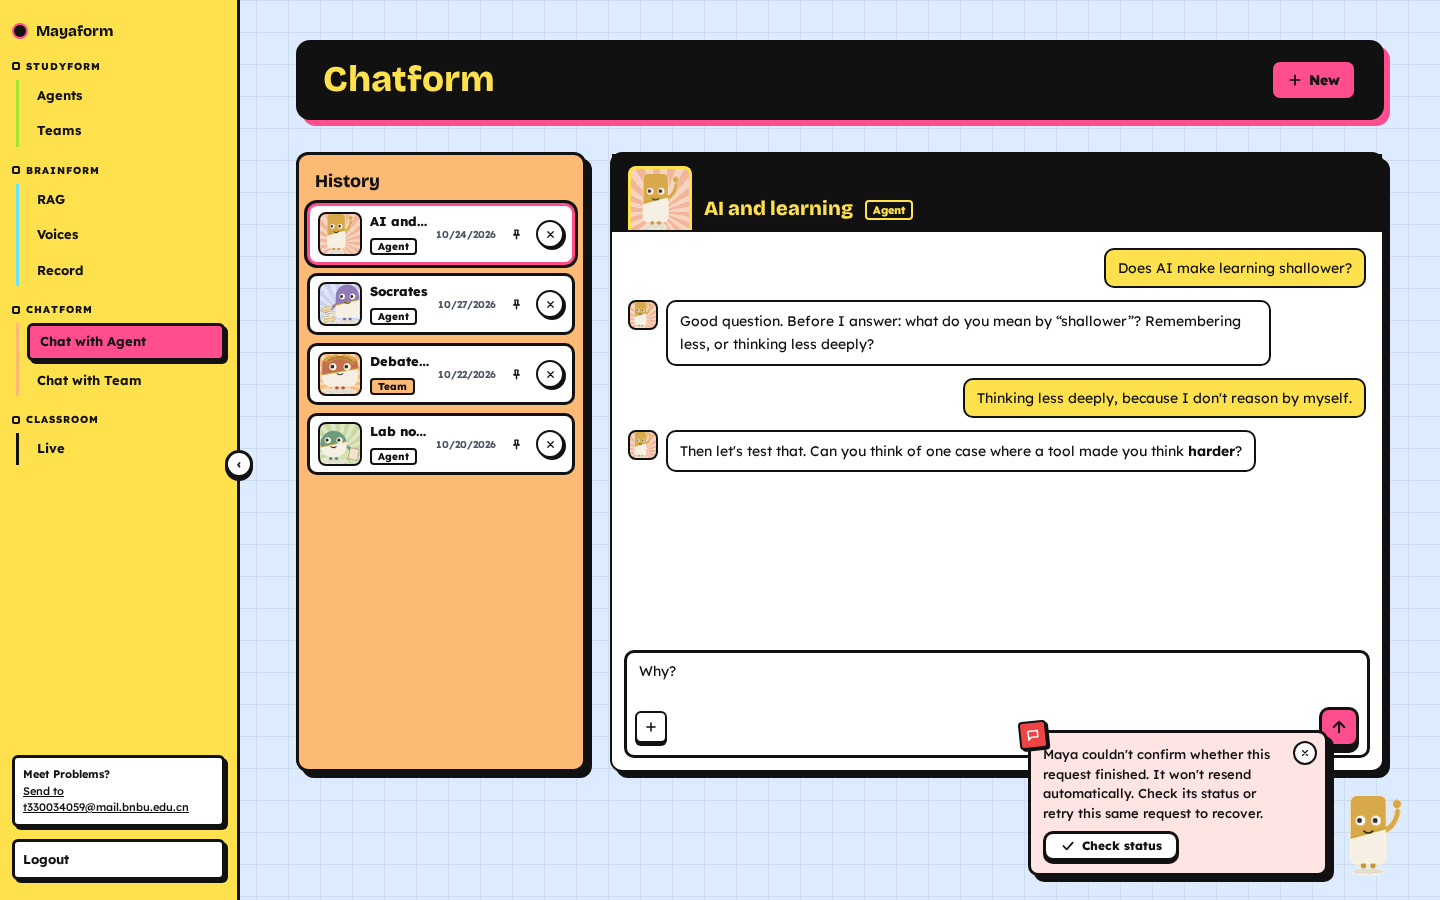 Mayaform
STUDYFORM
Agents
Teams
BRAINFORM
RAG
Voices
Record
CHATFORM
Chat with Agent
Chat with Team
CLASSROOM
Live
Meet Problems?
Send to
t330034059@mail.bnbu.edu.cn
Logout
Chatform
New
History
AI and...
10/24/2026
Agent
Socrates
10/27/2026
Agent
Debate...
10/22/2026
Team
Lab no...
10/20/2026
Agent
AI and learning
Agent
Does AI make learning shallower?
Good question. Before I answer: what do you mean by “shallower”? Remembering
less, or thinking less deeply?
Thinking less deeply, because I don't reason by myself.
Then let's test that. Can you think of one case where a tool made you think harder?
Why?
Maya couldn't confirm whether this
request finished. It won't resend
automatically. Check its status or
retry this same request to recover.
Check status